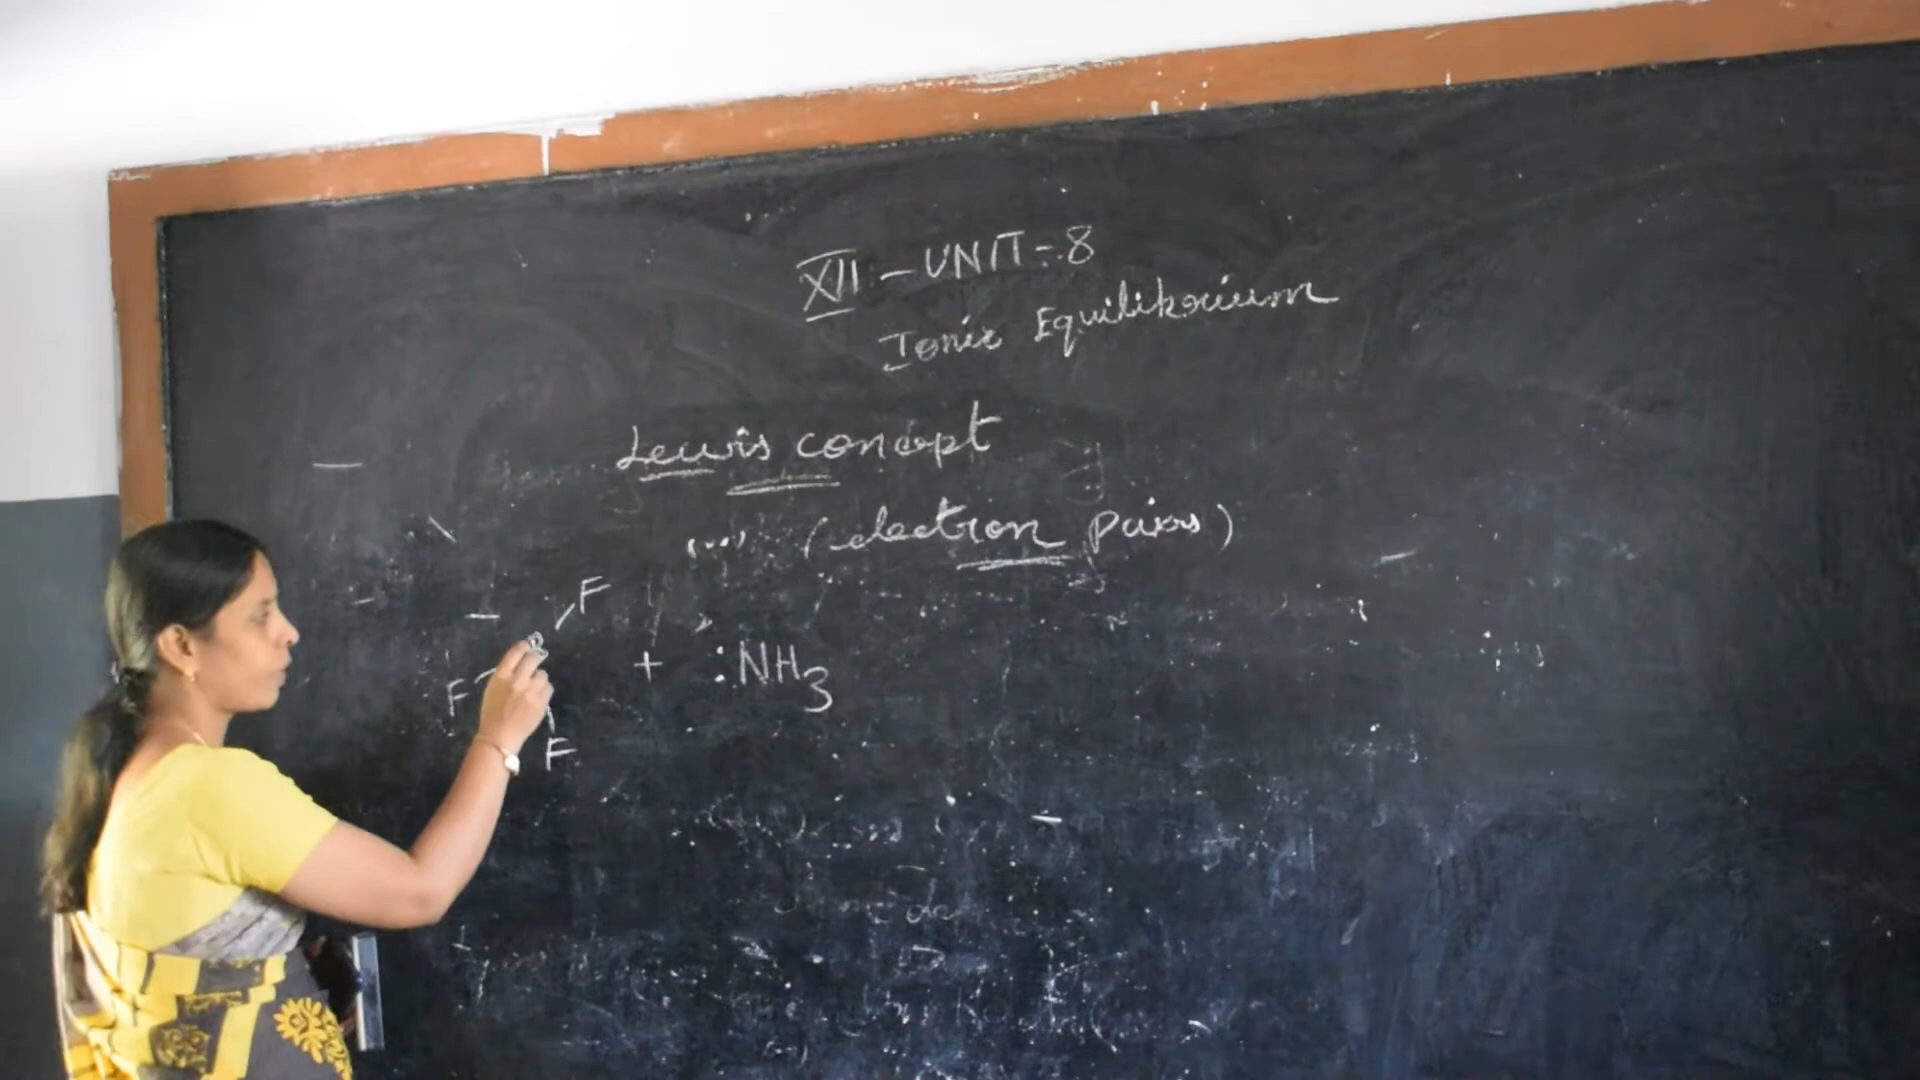 XII - UNIT - 8
Ionic Equilibrium
Lewis concept
(electron pairs)
F
B
F + :NH3
F